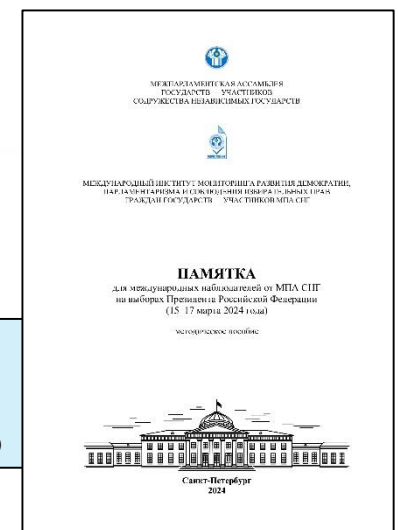 МЕЖПАРЛАМЕНТСКАЯ АССАМБЛЕЯ
ГОСУДАРСТВ — УЧАСТНИКОВ
СОДРУЖЕСТВА НЕЗАВИСИМЫХ ГОСУДАРСТВ
МЕЖДУНАРОДНЫЙ ИНСТИТУТ МОНИТОРИНГА РАЗВИТИЯ ДЕМОКРАТИИ,
ПАРЛАМЕНТАРИЗМА И СОБЛЮДЕНИЯ ИЗБИРАТЕЛЬНЫХ ПРАВ
ГРАЖДАН ГОСУДАРСТВ — УЧАСТНИКОВ МПА СНГ
ПАМЯТКА
для международных наблюдателей от МПА СНГ
на выборах Президента Российской Федерации
(15–17 марта 2024 года)
методическое пособие
)
Санкт-Петербург
2024